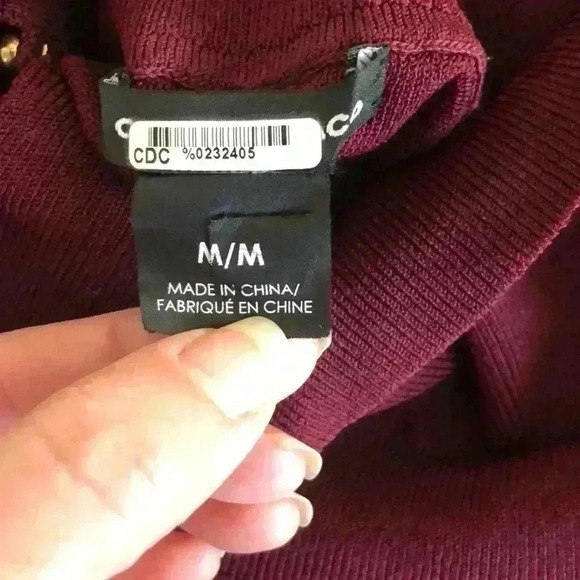 CDC %0232405
M/M
MADE IN CHINA/
FABRIQUÉ EN CHINE